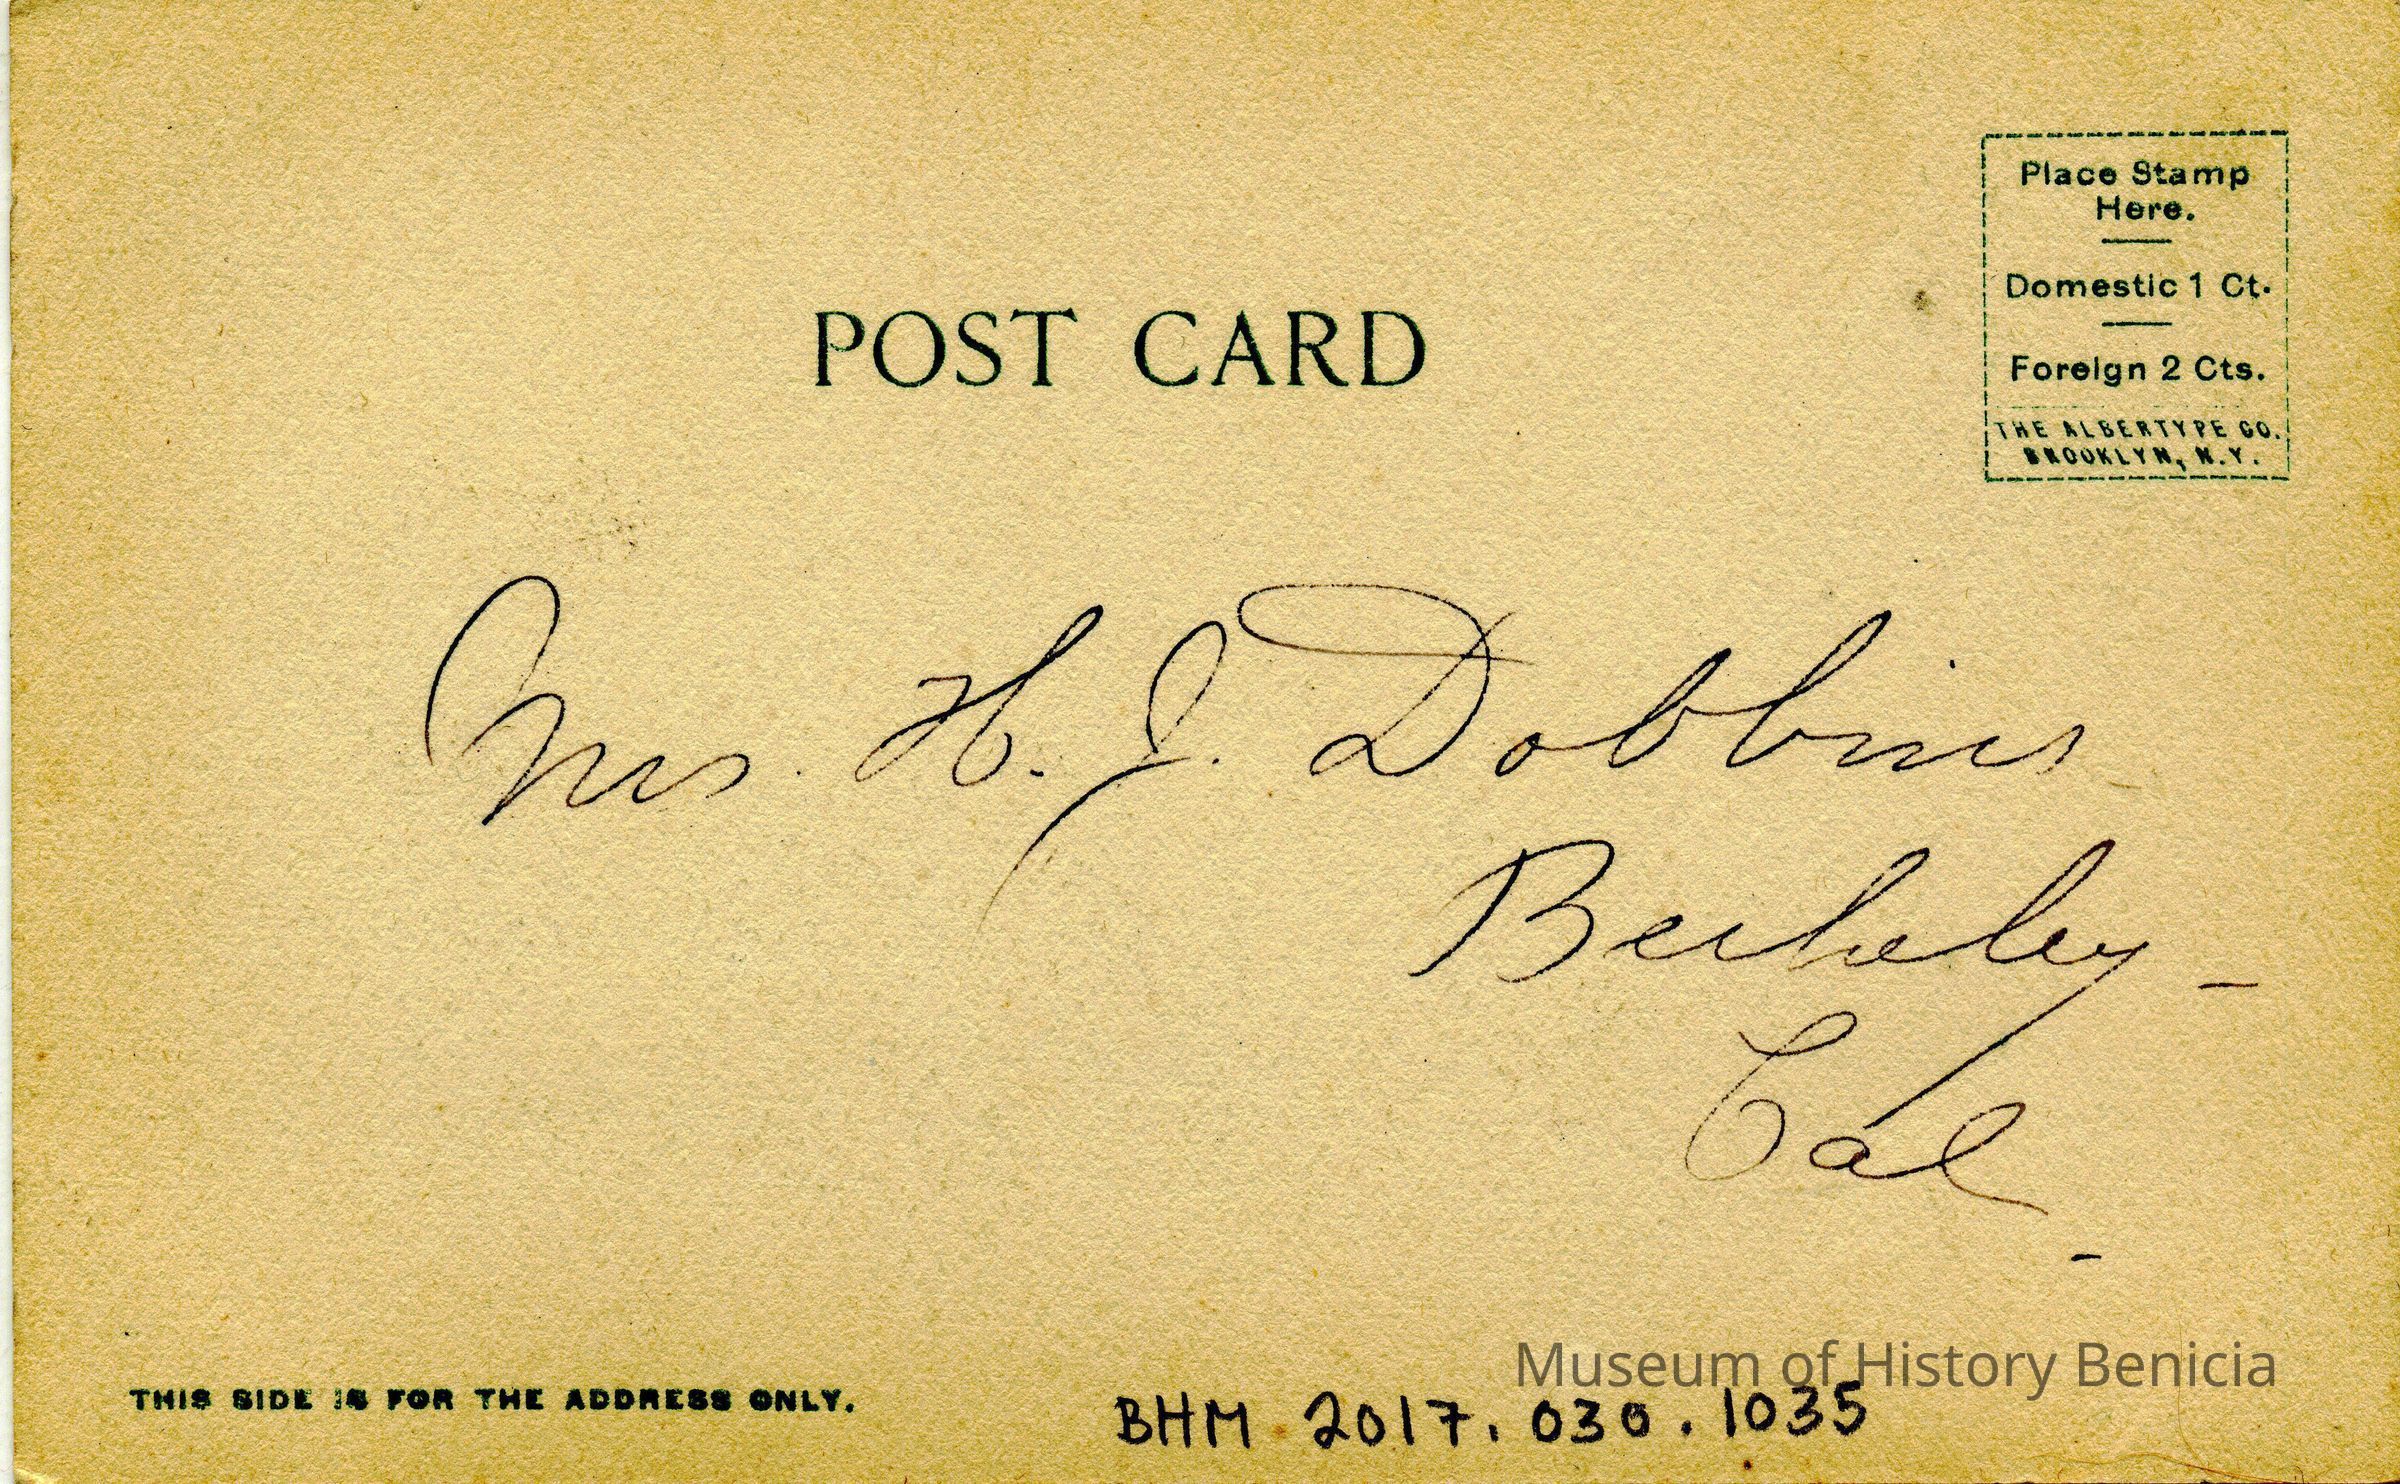 Place Stamp
Here.
Domestic 1 Ct.
Foreign 2 Cts.
THE ALBERTYPE CO.
BROOKLYN, N.Y.
POST CARD
Mrs. H. J. Dobbins
Berkeley -
Cal -
THIS SIDE IS FOR THE ADDRESS ONLY.
Museum of History Benicia
BHM 2017.030.1035